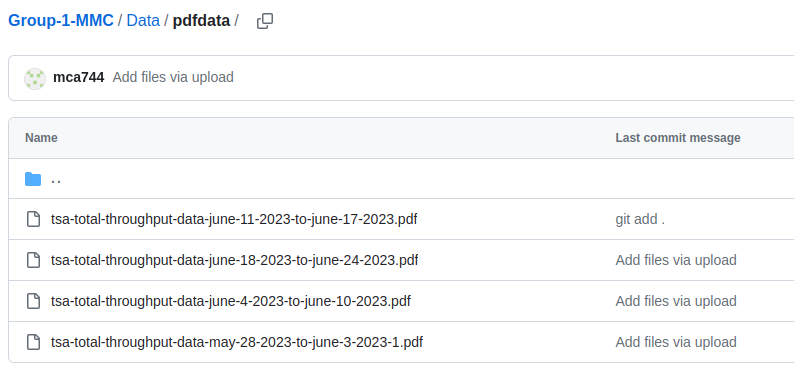 Group-1-MMC / Data / pdfdata /
mca744 Add files via upload
Name Last commit message
..
tsa-total-throughput-data-june-11-2023-to-june-17-2023.pdf git add .
tsa-total-throughput-data-june-18-2023-to-june-24-2023.pdf Add files via upload
tsa-total-throughput-data-june-4-2023-to-june-10-2023.pdf Add files via upload
tsa-total-throughput-data-may-28-2023-to-june-3-2023-1.pdf Add files via upload